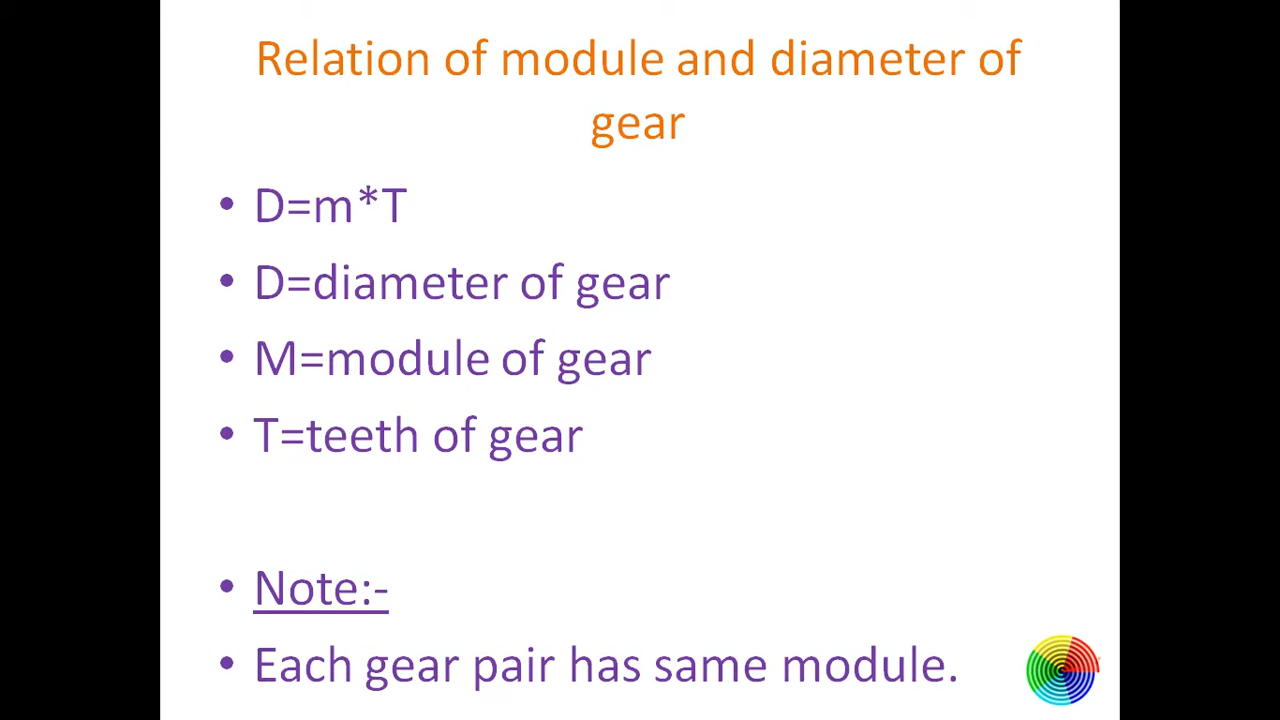 Relation of module and diameter of
gear
• D=m*T
• D=diameter of gear
• M=module of gear
• T=teeth of gear
• Note:-
• Each gear pair has same module.